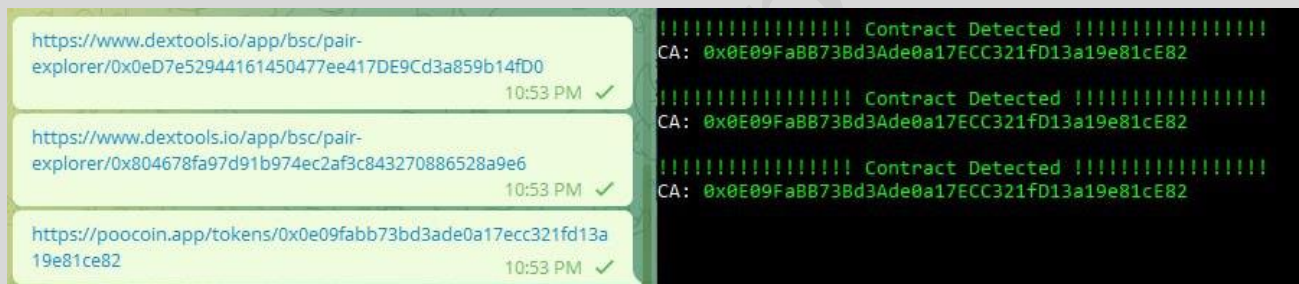 https://www.dextools.io/app/bsc/pair-
explorer/0x0eD7e52944161450477ee417DE9Cd3a859b14fD0
10:53 PM
https://www.dextools.io/app/bsc/pair-
explorer/0x804678fa97d91b974ec2af3c843270886528a9e6
10:53 PM
https://poocoin.app/tokens/0x0e09fabb73bd3ade0a17ecc321fd13a
19e81ce82
10:53 PM
!!!!!!!!!!!!!!!!!! Contract Detected !!!!!!!!!!!!!!!!!!
CA: 0x0E09FaBB73Bd3Ade0a17ECC321fD13a19e81cE82
!!!!!!!!!!!!!!!!!! Contract Detected !!!!!!!!!!!!!!!!!!
CA: 0x0E09FaBB73Bd3Ade0a17ECC321fD13a19e81cE82
!!!!!!!!!!!!!!!!!! Contract Detected !!!!!!!!!!!!!!!!!!
CA: 0x0E09FaBB73Bd3Ade0a17ECC321fD13a19e81cE82